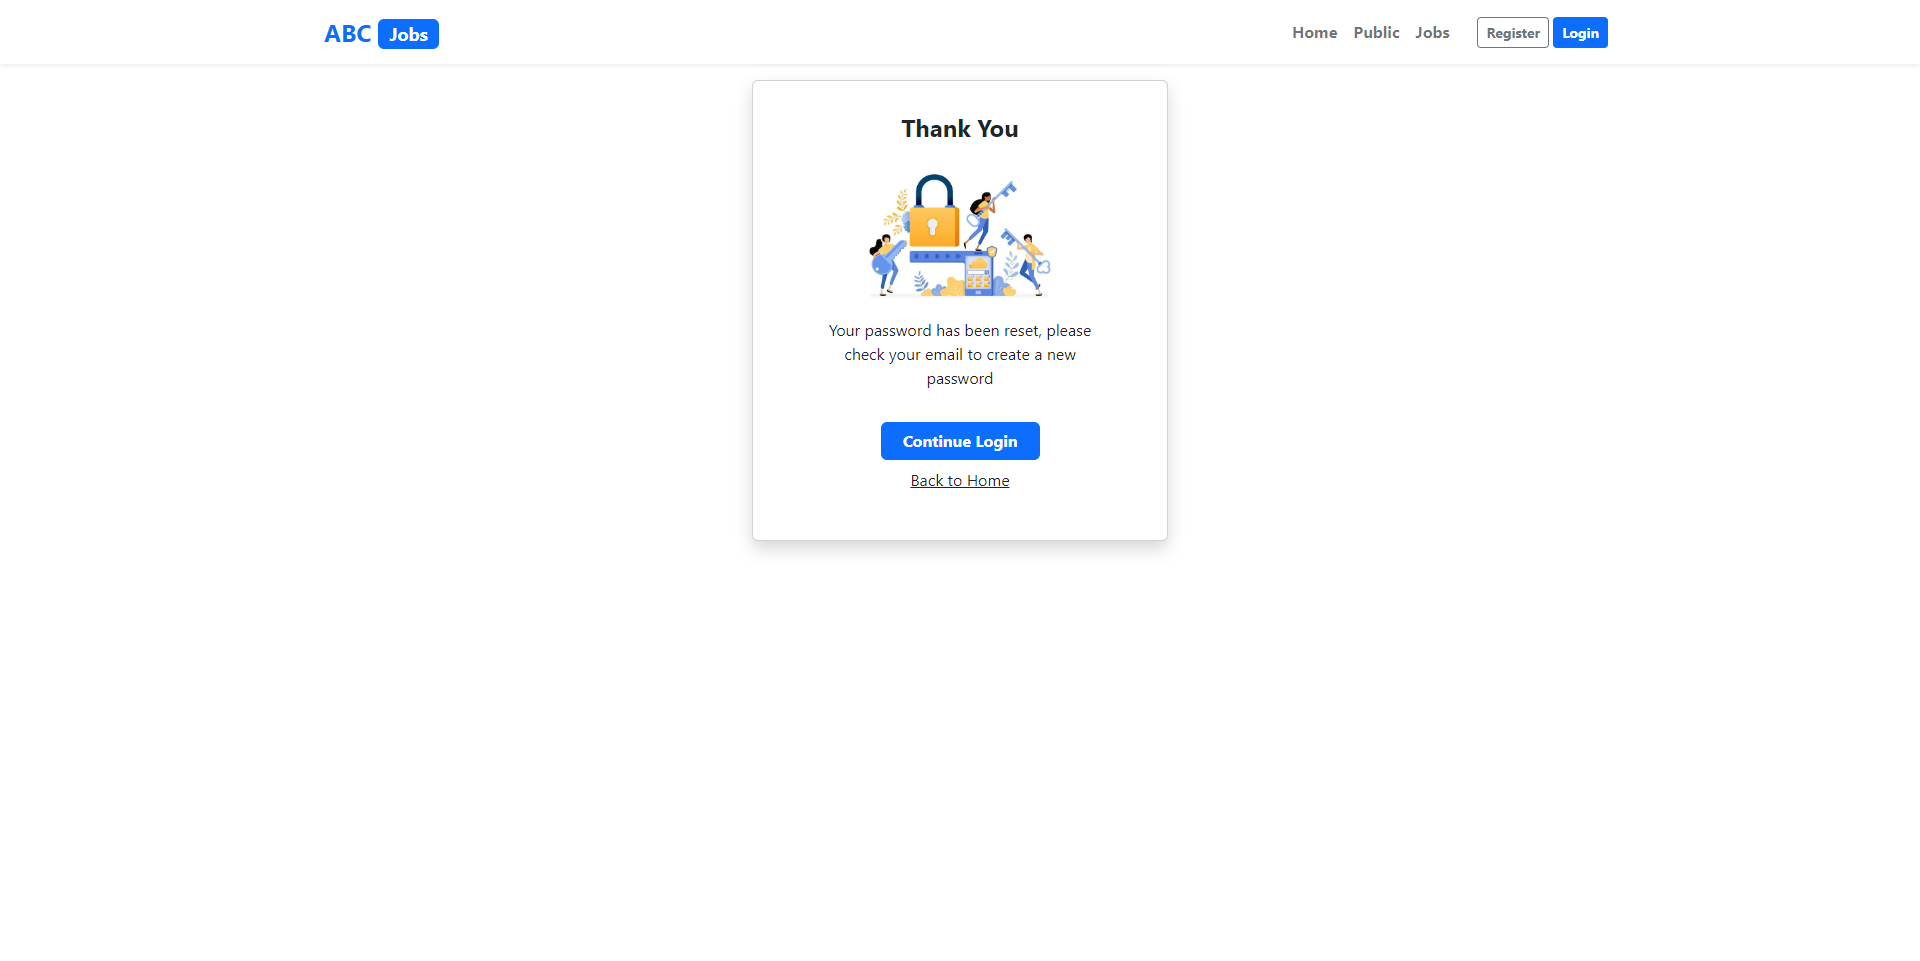 ABC Jobs
Home Public Jobs Register Login
Thank You
Your password has been reset, please
check your email to create a new
password
Continue Login
Back to Home